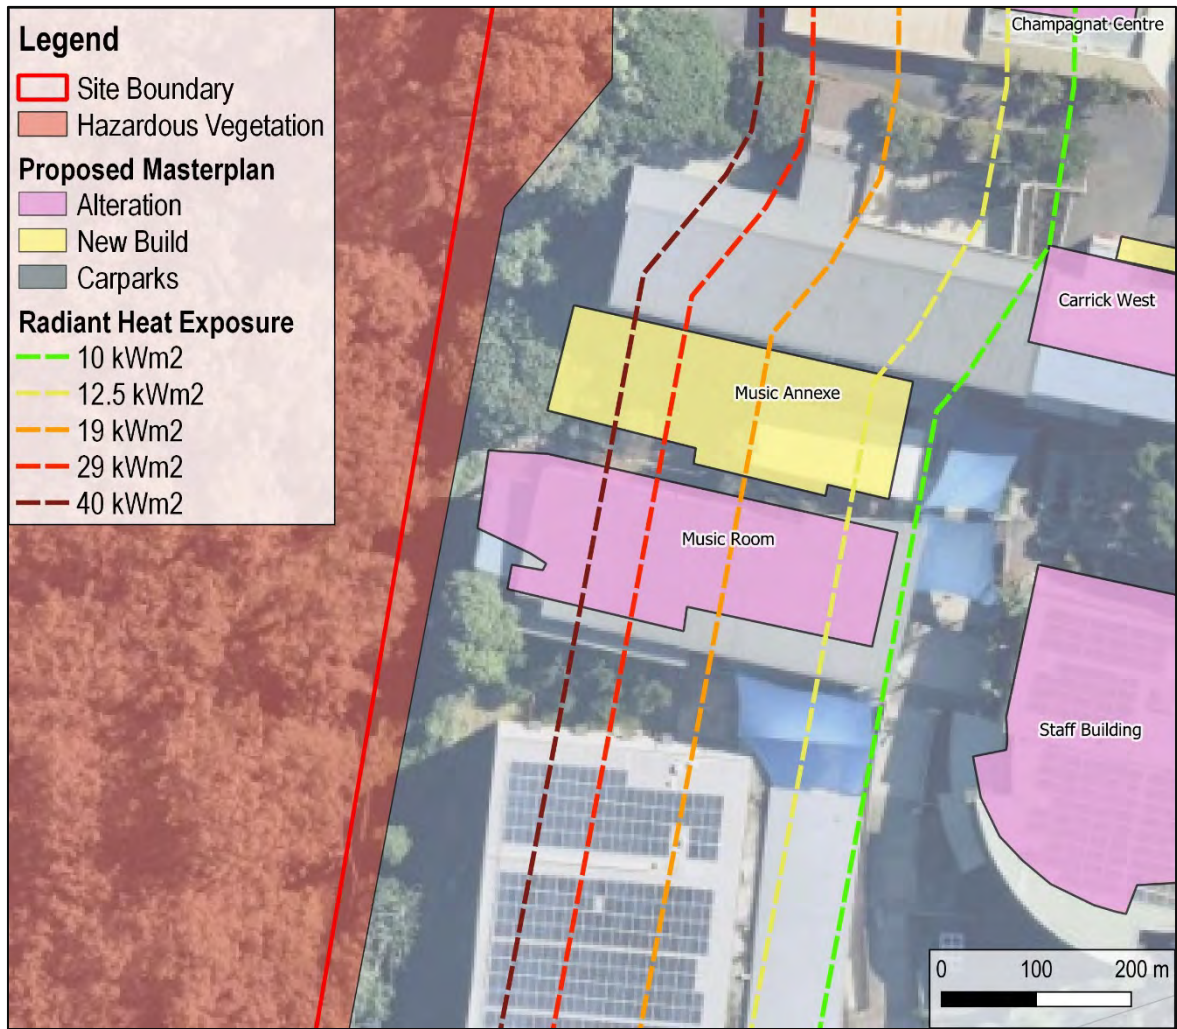 Legend
Site Boundary
Hazardous Vegetation
Proposed Masterplan
Alteration
New Build
Carparks
Radiant Heat Exposure
10 kWm2
12.5 kWm2
19 kWm2
29 kWm2
40 kWm2
Champagnat Centre
Carrick West
Music Annexe
Music Room
Staff Building
0 100 200 m